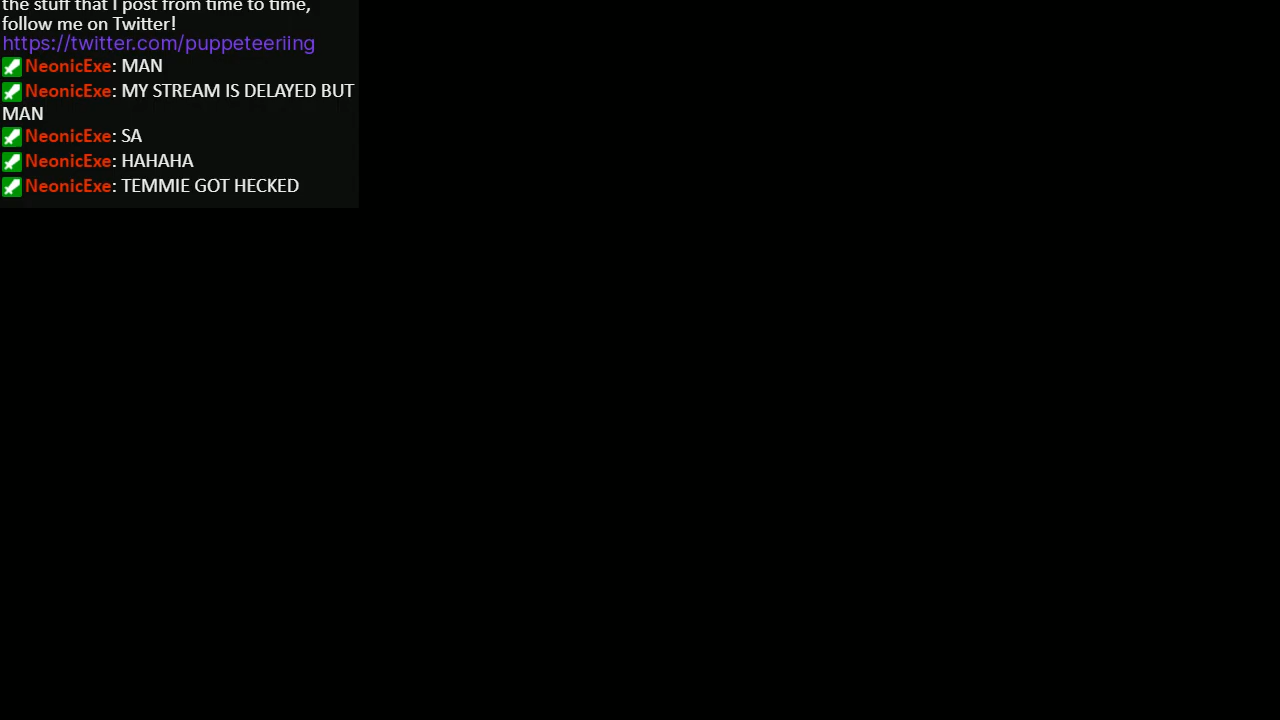 the stuff that I post from time to time,
follow me on Twitter!
https://twitter.com/puppeteeriing
NeonicExe: MAN
NeonicExe: MY STREAM IS DELAYED BUT
MAN
NeonicExe: SA
NeonicExe: HAHAHA
NeonicExe: TEMMIE GOT HECKED